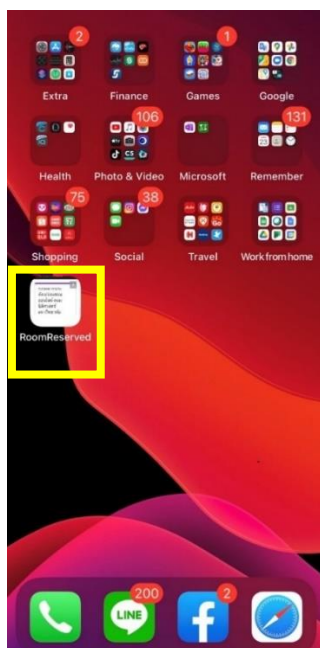 2
1
Extra
Finance
Games
Google
106
131
Health
Photo & Video
Microsoft
Remember
75
38
Shopping
Social
Travel
Work from home
RoomReserved
200
2
LINE